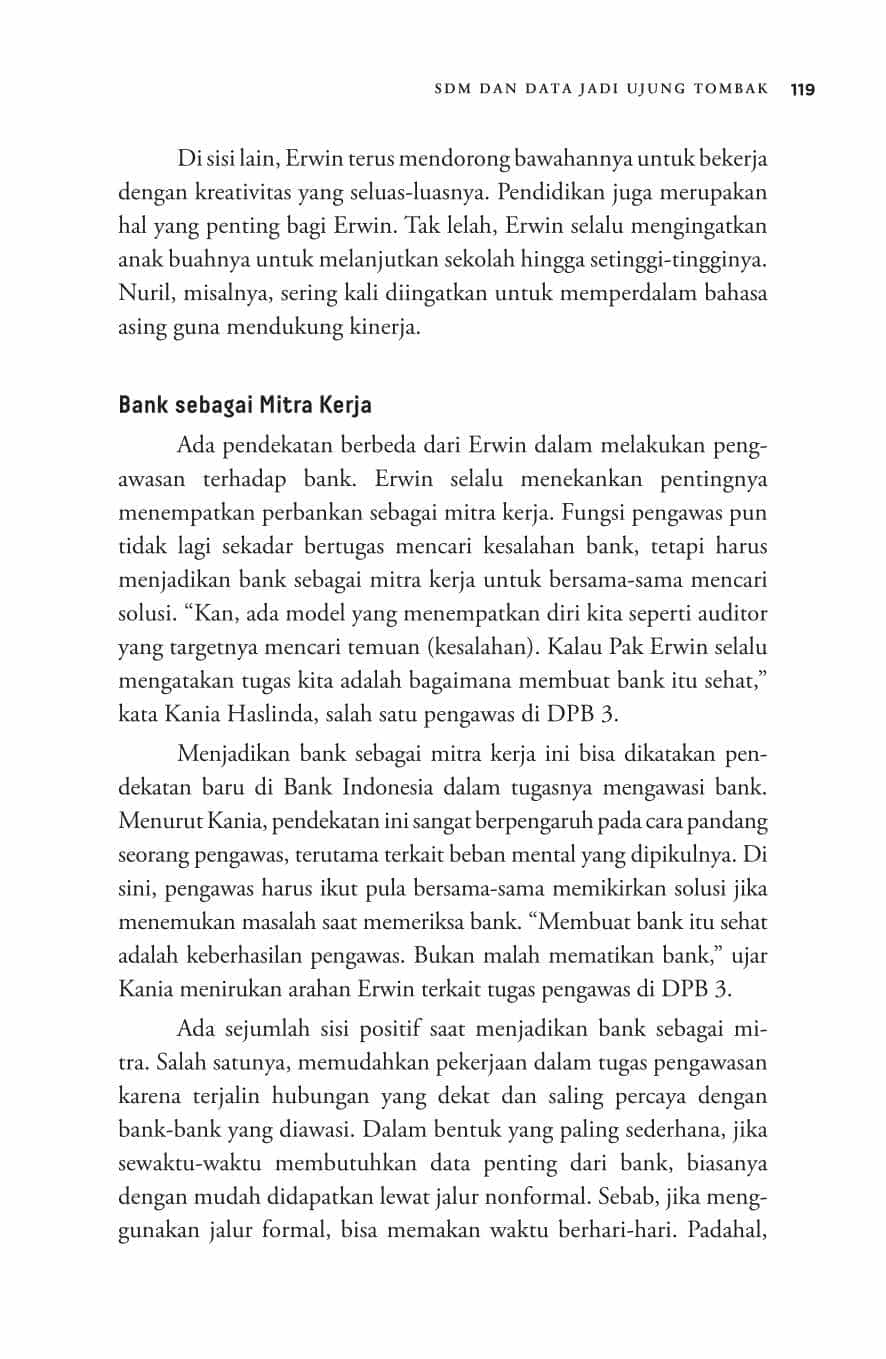 SDM DAN DATA JADI UJUNG TOMBAK 119
Di sisi lain, Erwin terus mendorong bawahannya untuk bekerja
dengan kreativitas yang seluas-luasnya. Pendidikan juga merupakan
hal yang penting bagi Erwin. Tak lelah, Erwin selalu mengingatkan
anak buahnya untuk melanjutkan sekolah hingga setinggi-tingginya.
Nuril, misalnya, sering kali diingatkan untuk memperdalam bahasa
asing guna mendukung kinerja.
Bank sebagai Mitra Kerja
Ada pendekatan berbeda dari Erwin dalam melakukan peng-
awasan terhadap bank. Erwin selalu menekankan pentingnya
menempatkan perbankan sebagai mitra kerja. Fungsi pengawas pun
tidak lagi sekadar bertugas mencari kesalahan bank, tetapi harus
menjadikan bank sebagai mitra kerja untuk bersama-sama mencari
solusi. “Kan, ada model yang menempatkan diri kita seperti auditor
yang targetnya mencari temuan (kesalahan). Kalau Pak Erwin selalu
mengatakan tugas kita adalah bagaimana membuat bank itu sehat,”
kata Kania Haslinda, salah satu pengawas di DPB 3.
Menjadikan bank sebagai mitra kerja ini bisa dikatakan pen-
dekatan baru di Bank Indonesia dalam tugasnya mengawasi bank.
Menurut Kania, pendekatan ini sangat berpengaruh pada cara pandang
seorang pengawas, terutama terkait beban mental yang dipikulnya. Di
sini, pengawas harus ikut pula bersama-sama memikirkan solusi jika
menemukan masalah saat memeriksa bank. “Membuat bank itu sehat
adalah keberhasilan pengawas. Bukan malah mematikan bank,” ujar
Kania menirukan arahan Erwin terkait tugas pengawas di DPB 3.
Ada sejumlah sisi positif saat menjadikan bank sebagai mi-
tra. Salah satunya, memudahkan pekerjaan dalam tugas pengawasan
karena terjalin hubungan yang dekat dan saling percaya dengan
bank-bank yang diawasi. Dalam bentuk yang paling sederhana, jika
sewaktu-waktu membutuhkan data penting dari bank, biasanya
dengan mudah didapatkan lewat jalur nonformal. Sebab, jika meng-
gunakan jalur formal, bisa memakan waktu berhari-hari. Padahal,